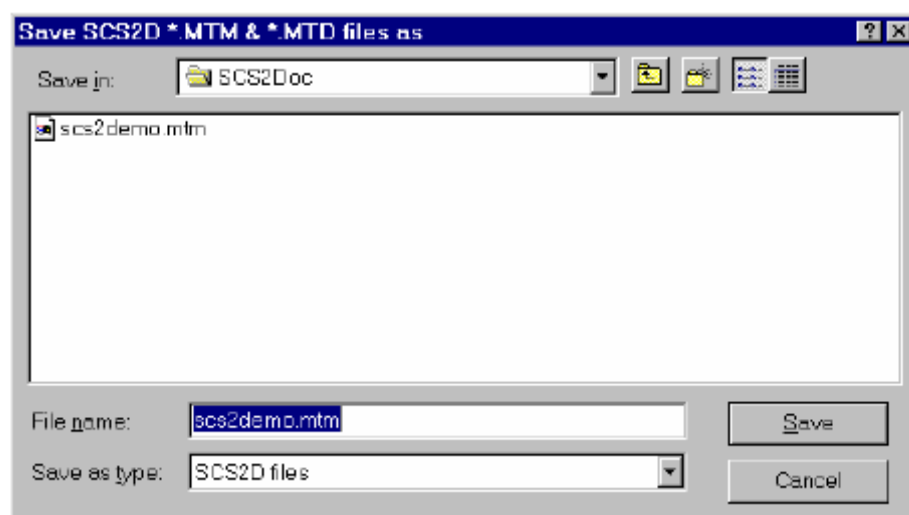 Save SCS2D *.MTM & *.MTD files as
Save in: SCS2Doc
scs2demo.mtm
File name: scs2demo.mtm Save
Save as type: SCS2D files Cancel